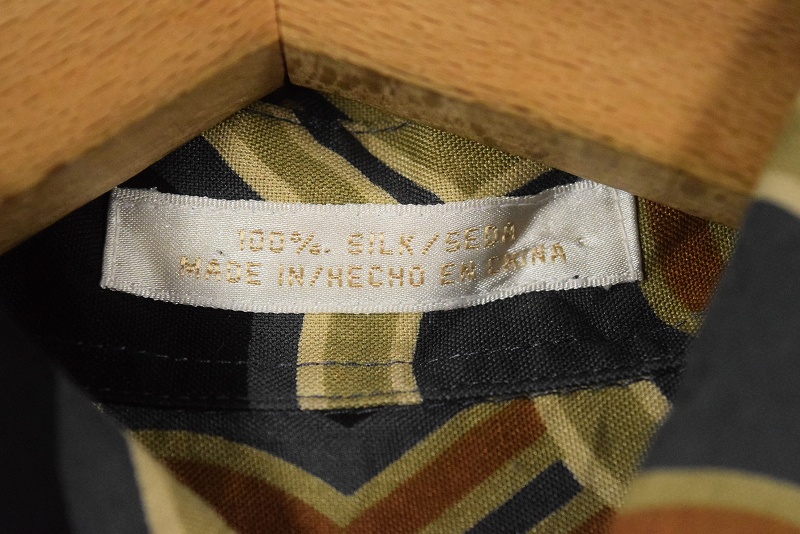 100% SILK/SEDA
MADE IN/HECHO EN CHINA